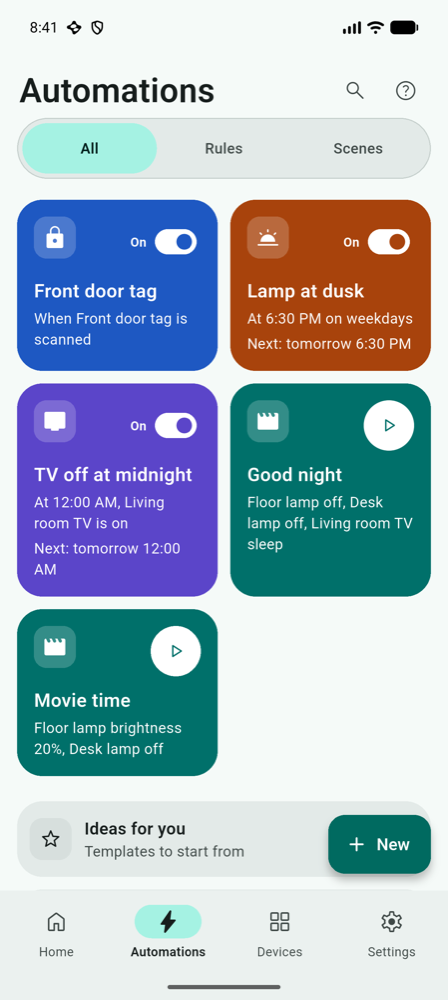 8:41
Automations
All
Rules
Scenes
On
Front door tag
When Front door tag is
scanned
On
Lamp at dusk
At 6:30 PM on weekdays
Next: tomorrow 6:30 PM
On
TV off at midnight
At 12:00 AM, Living
room TV is on
Next: tomorrow 12:00
AM
Good night
Floor lamp off, Desk
lamp off, Living room TV
sleep
Movie time
Floor lamp brightness
20%, Desk lamp off
Ideas for you
Templates to start from
New
Home
Automations
Devices
Settings